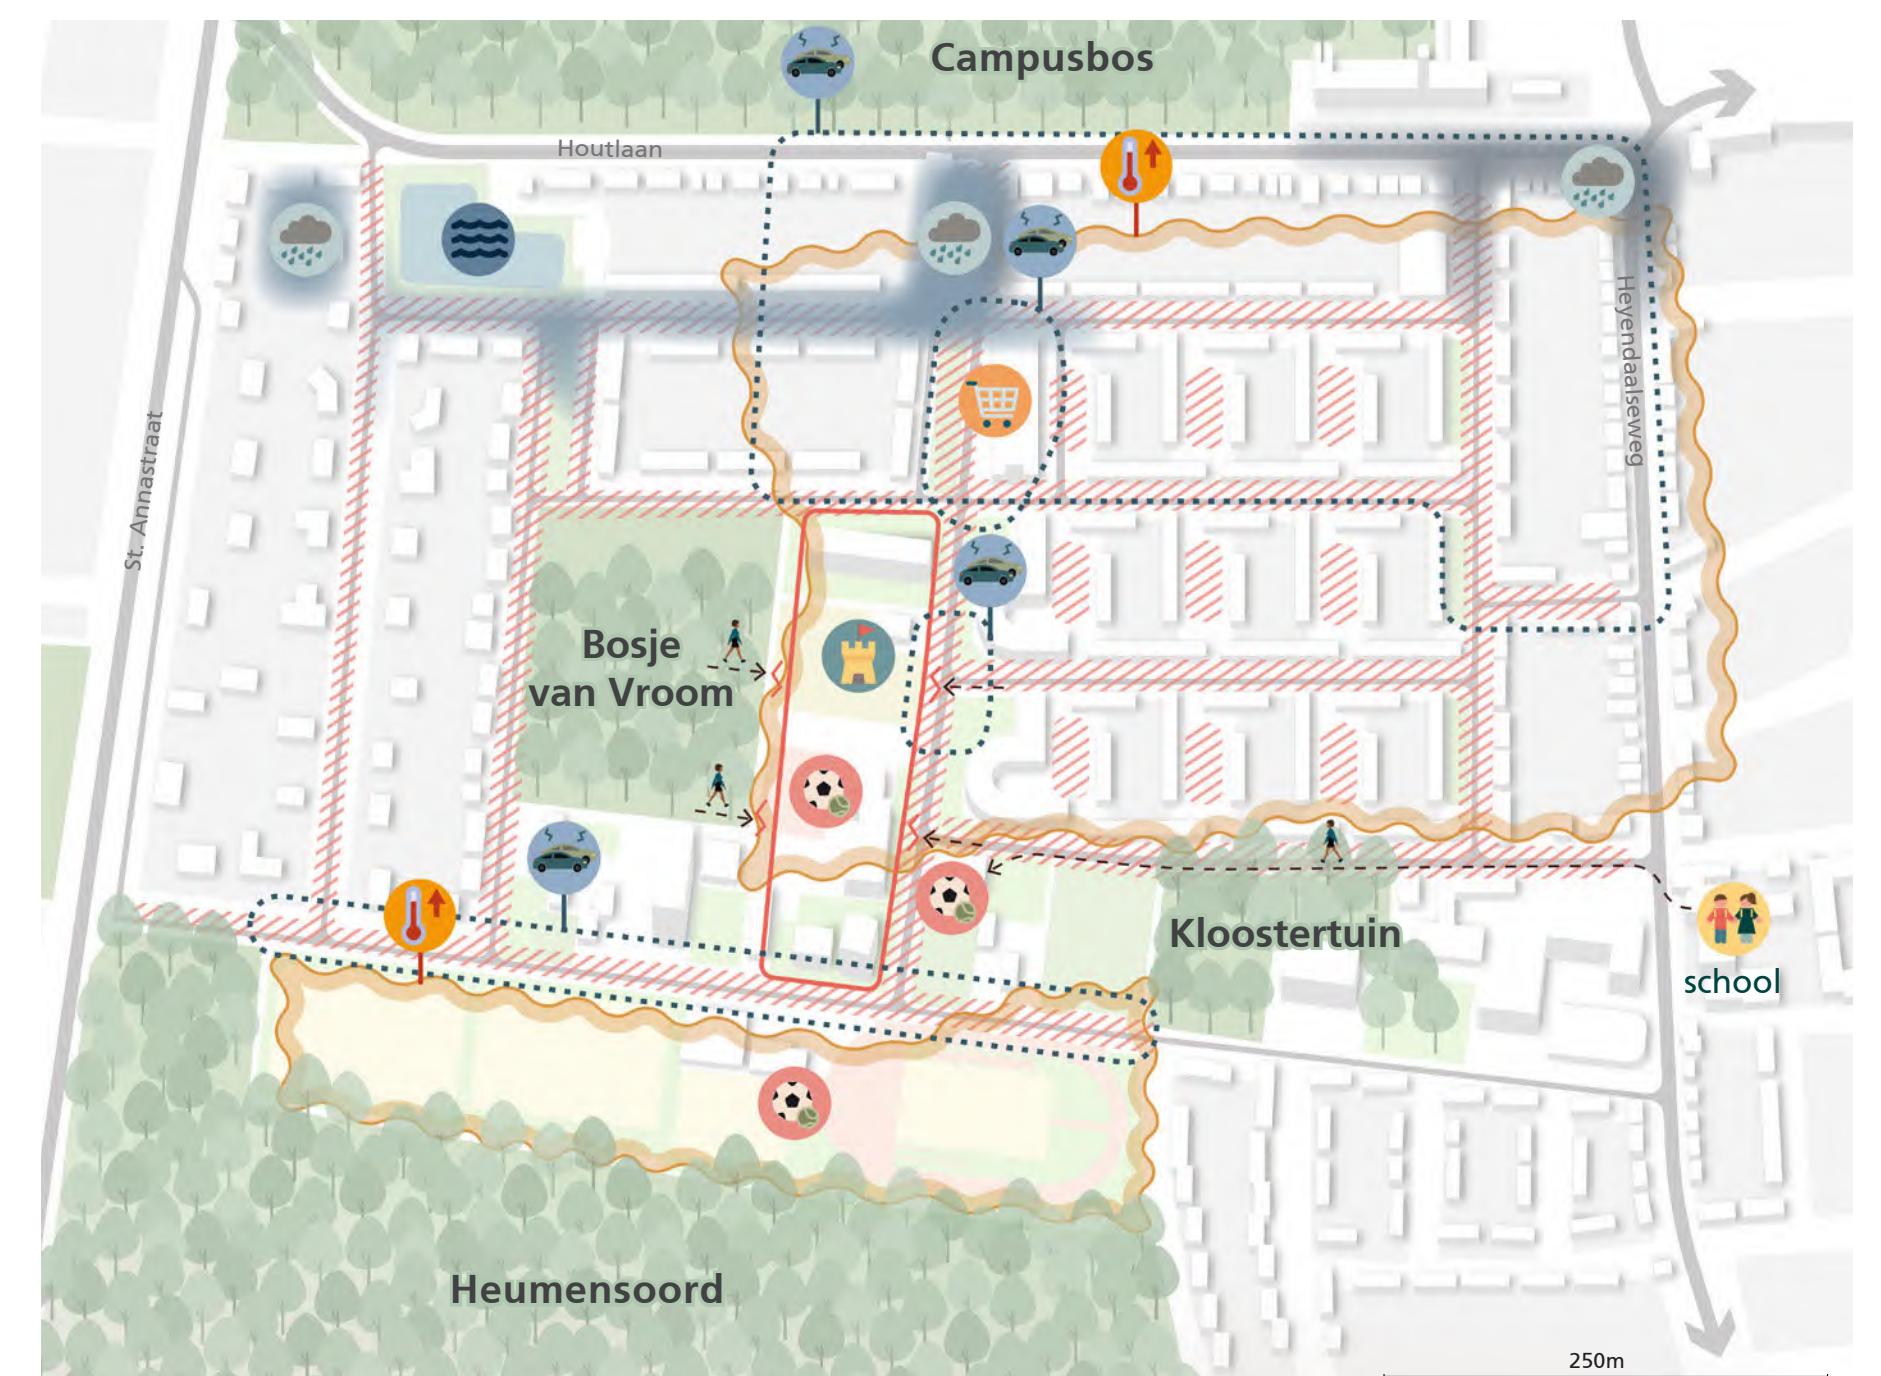 Campusbos
Houtlaan
Heyendaalseweg
St. Annastraat
Bosje
van Vroom
Kloostertuin
school
Heumensoord
250m